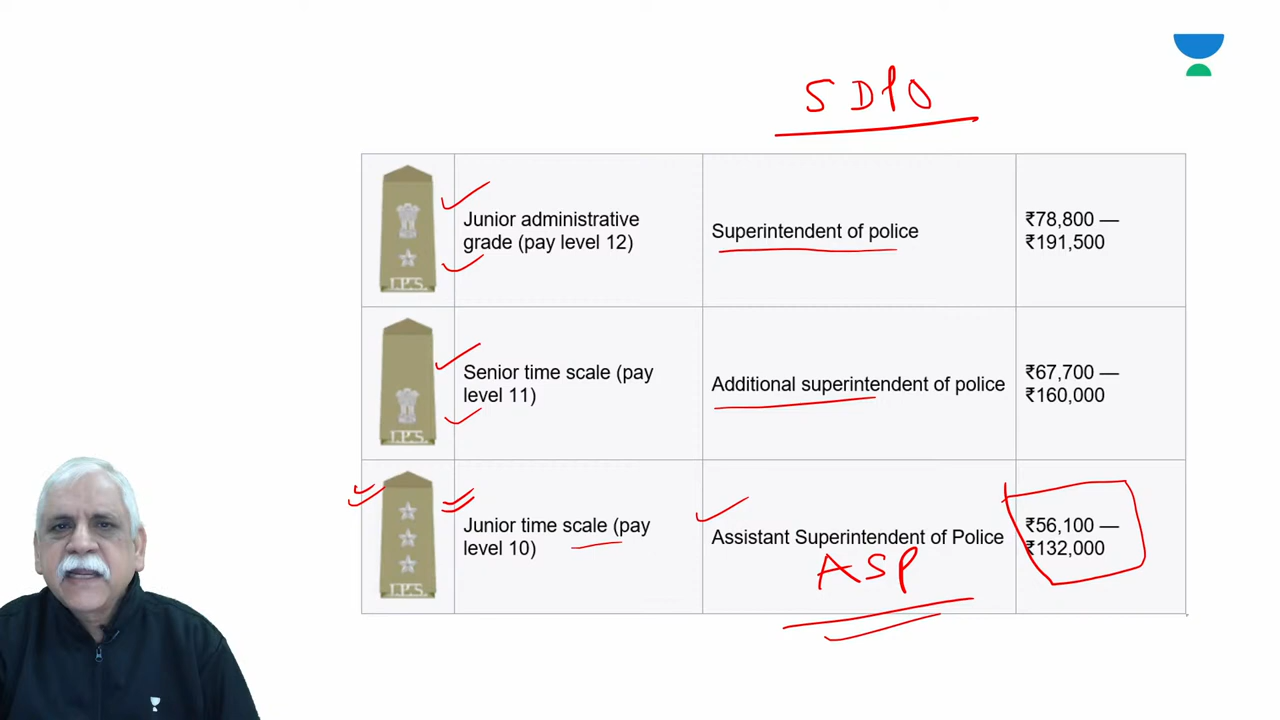 SDPO
Junior administrative
grade (pay level 12)
Superintendent of police
₹78,800 —
₹191,500
I.P.S.
Senior time scale (pay
level 11)
Additional superintendent of police
₹67,700 —
₹160,000
I.P.S.
Junior time scale (pay
level 10)
Assistant Superintendent of Police
₹56,100 —
₹132,000
ASP
I.P.S.